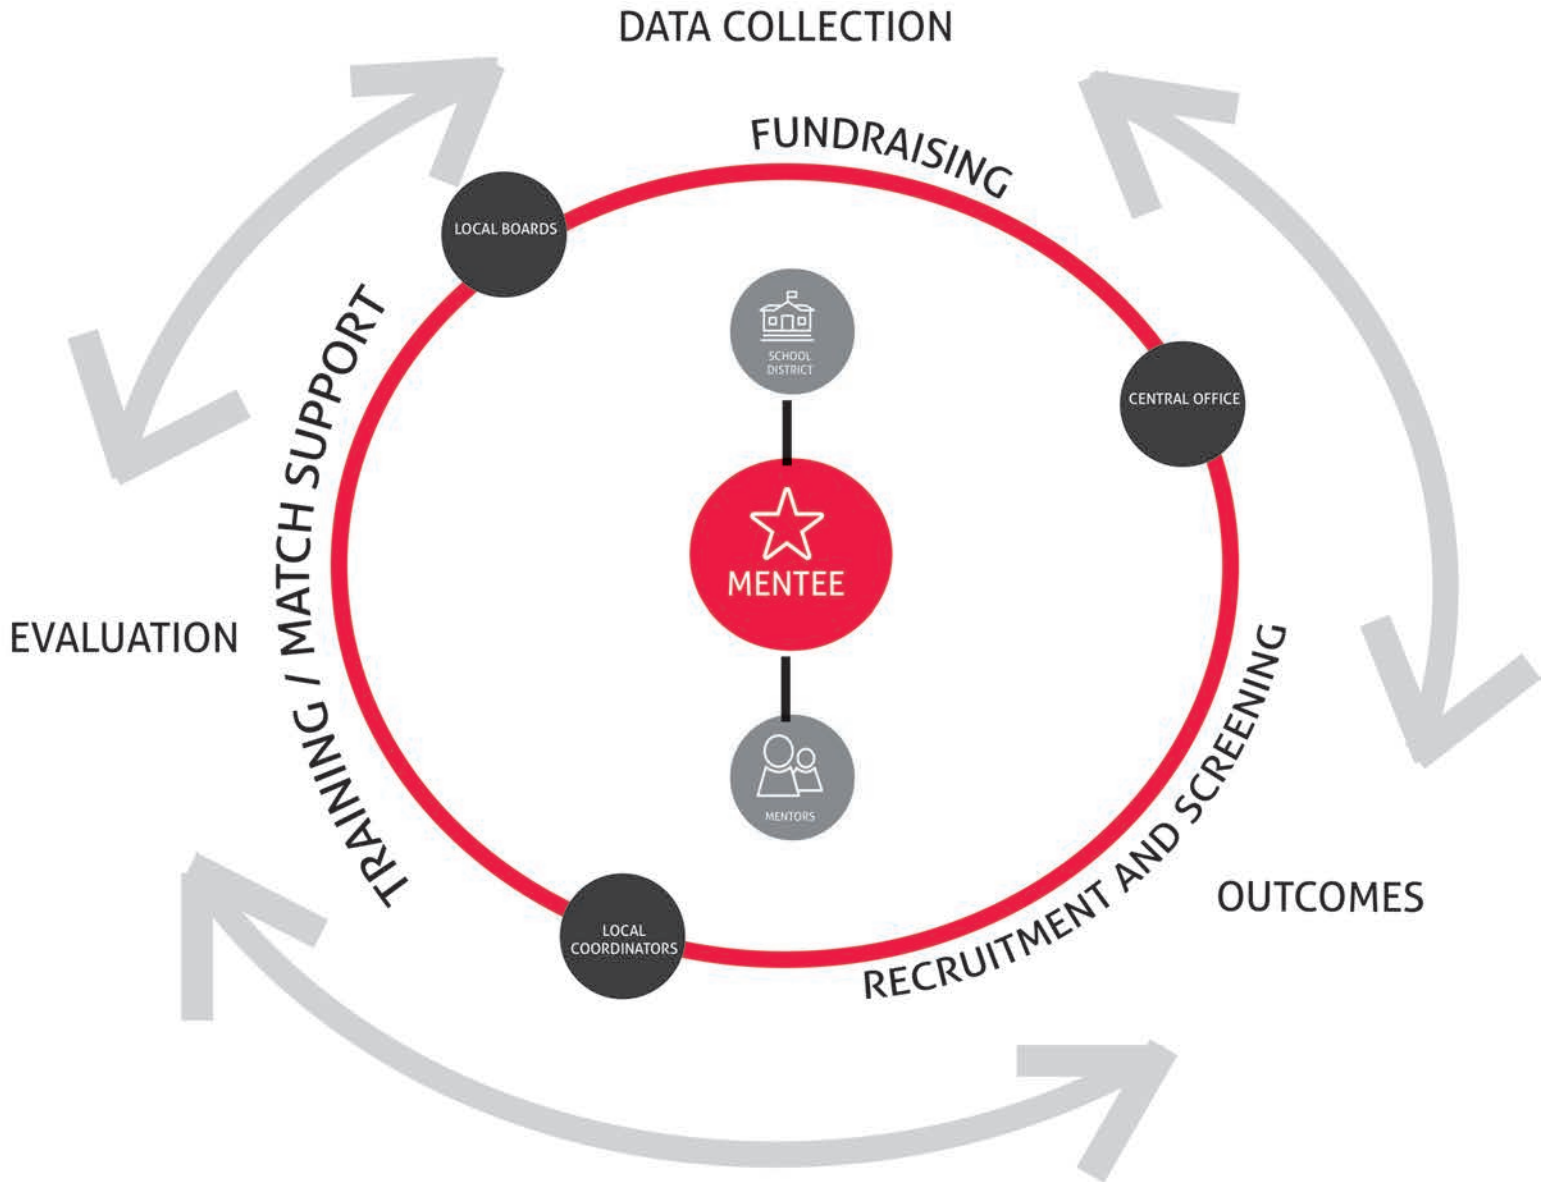 DATA COLLECTION
FUNDRAISING
LOCAL BOARDS
SCHOOL
DISTRICT
CENTRAL OFFICE
TRAINING / MATCH SUPPORT
MENTEE
EVALUATION
MENTORS
RECRUITMENT AND SCREENING
OUTCOMES
LOCAL
COORDINATORS